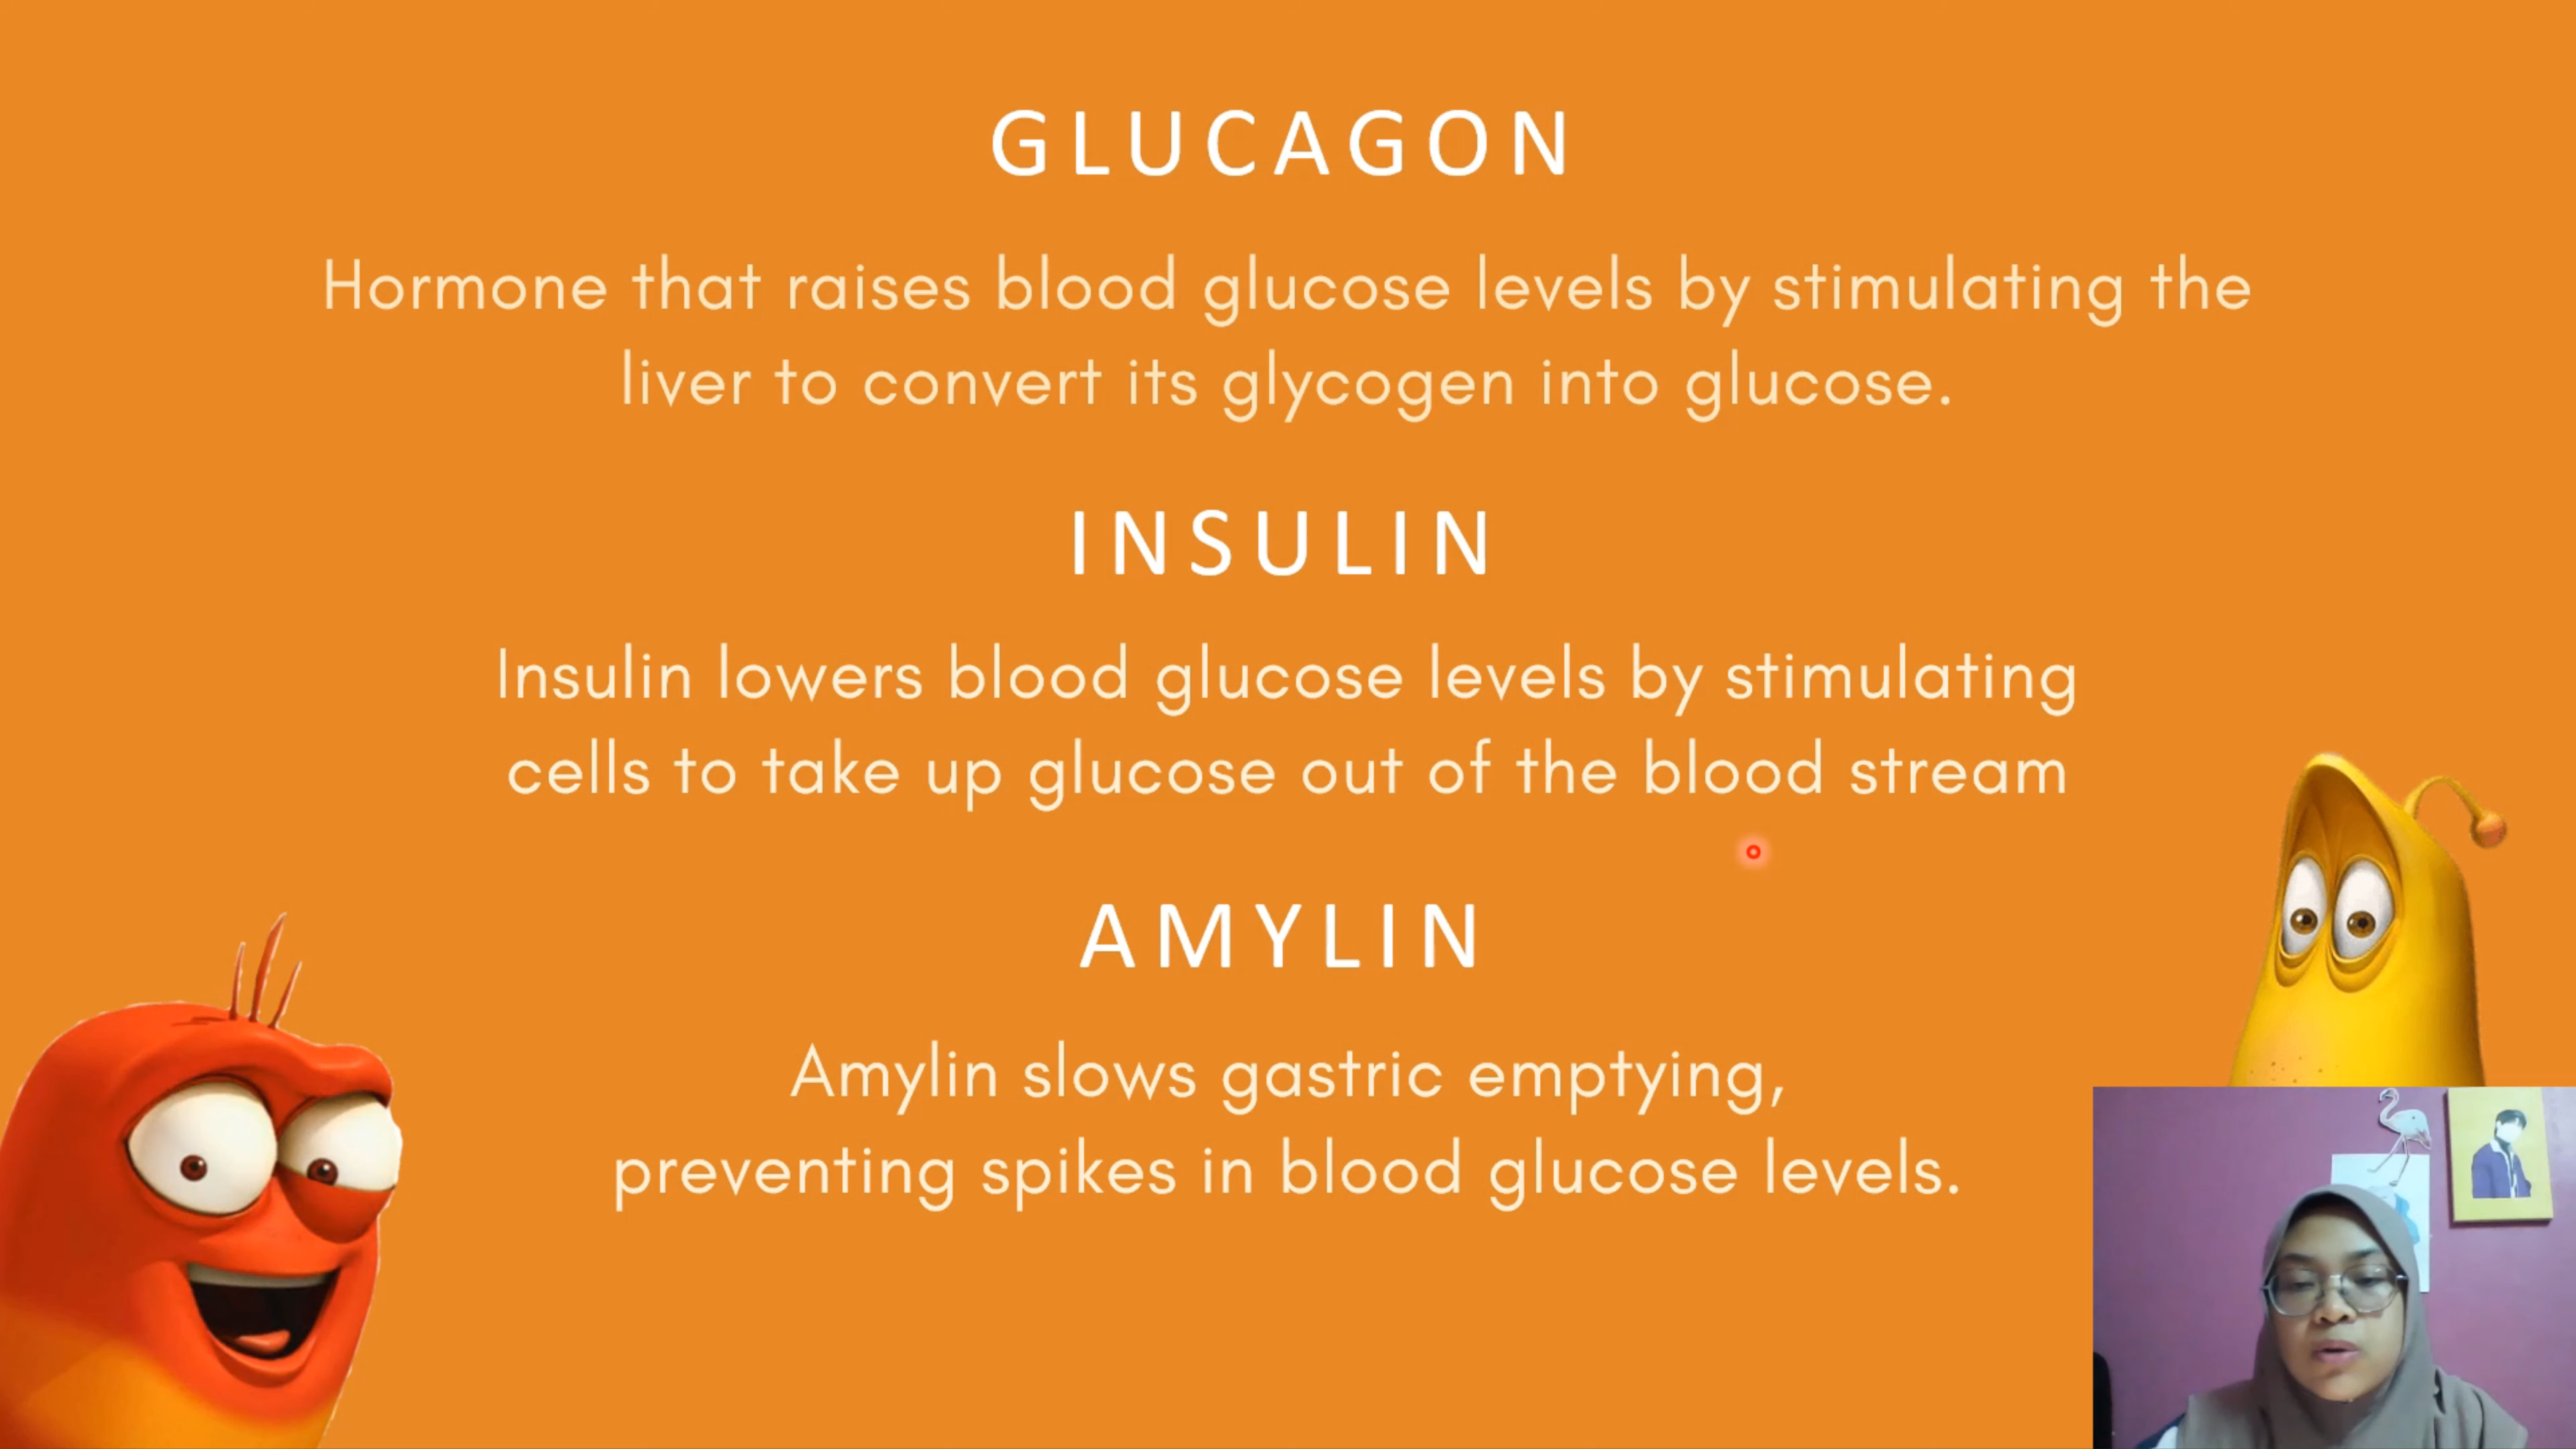 GLUCAGON
Hormone that raises blood glucose levels by stimulating the
liver to convert its glycogen into glucose.
INSULIN
Insulin lowers blood glucose levels by stimulating
cells to take up glucose out of the blood stream
AMYLIN
Amylin slows gastric emptying,
preventing spikes in blood glucose levels.